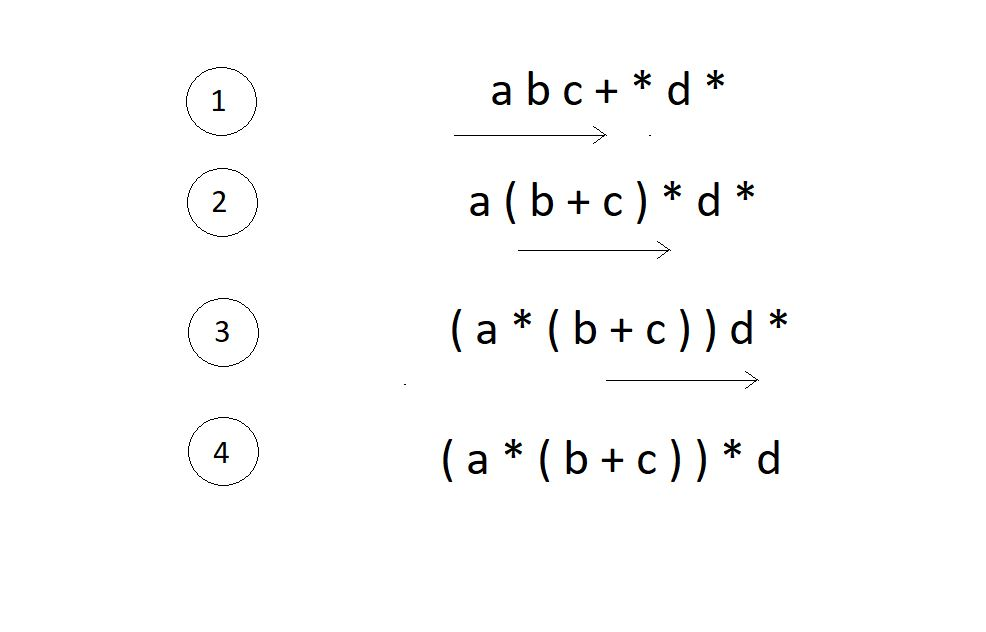 1 a b c + * d *
2 a ( b + c ) * d *
3 ( a * ( b + c ) ) d *
4 ( a * ( b + c ) ) * d